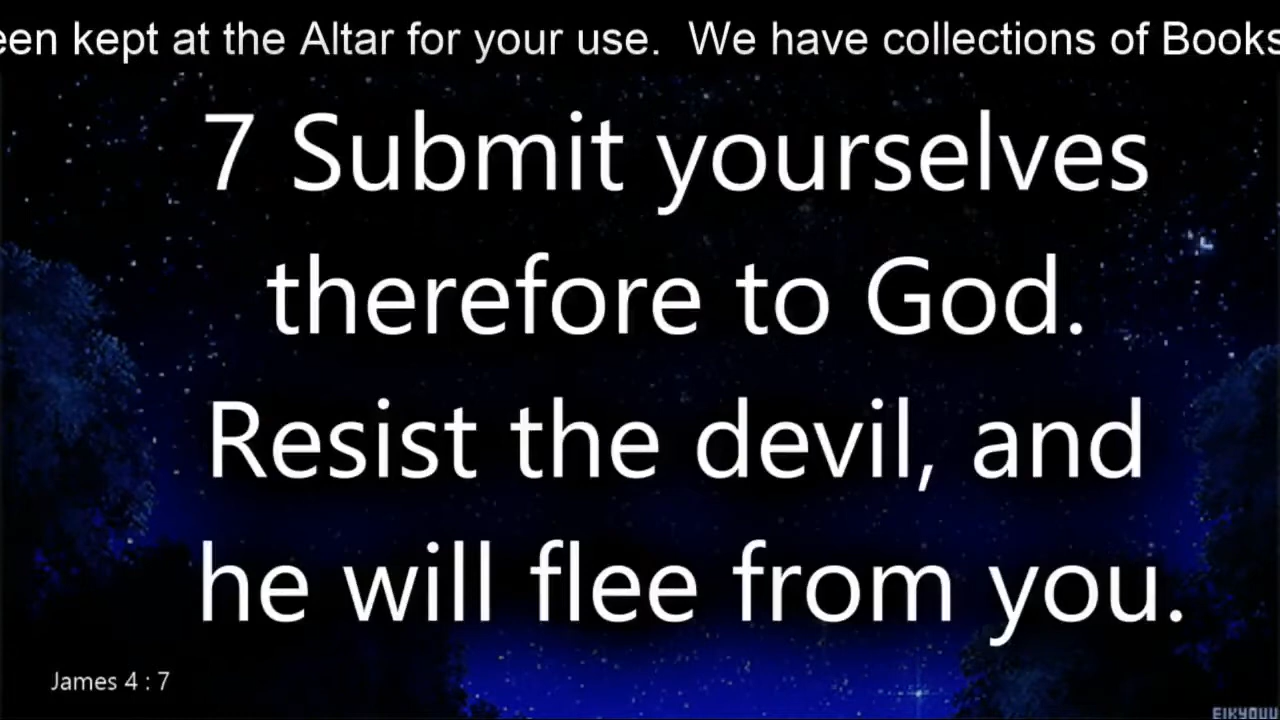 een kept at the Altar for your use. We have collections of Books
7 Submit yourselves
therefore to God.
Resist the devil, and
he will flee from you.
James 4 : 7
EIKYOUU